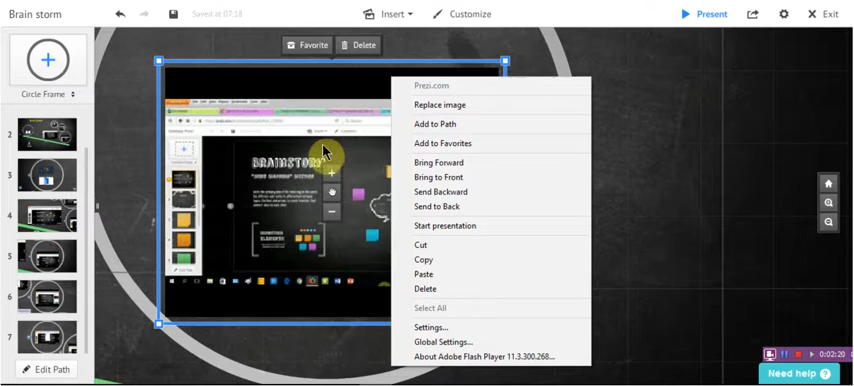 Brain storm
Saved at 07:18
Insert
Customize
Present
Exit
Favorite
Delete
Circle Frame
2
3
4
5
6
7
Edit Path
BRAINSTORM
Prezi.com
Replace image
Add to Path
Add to Favorites
Bring Forward
Bring to Front
Send Backward
Send to Back
Start presentation
Cut
Copy
Paste
Delete
Select All
Settings...
Global Settings...
About Adobe Flash Player 11.3.300.268...
0:02:20
Need help ?